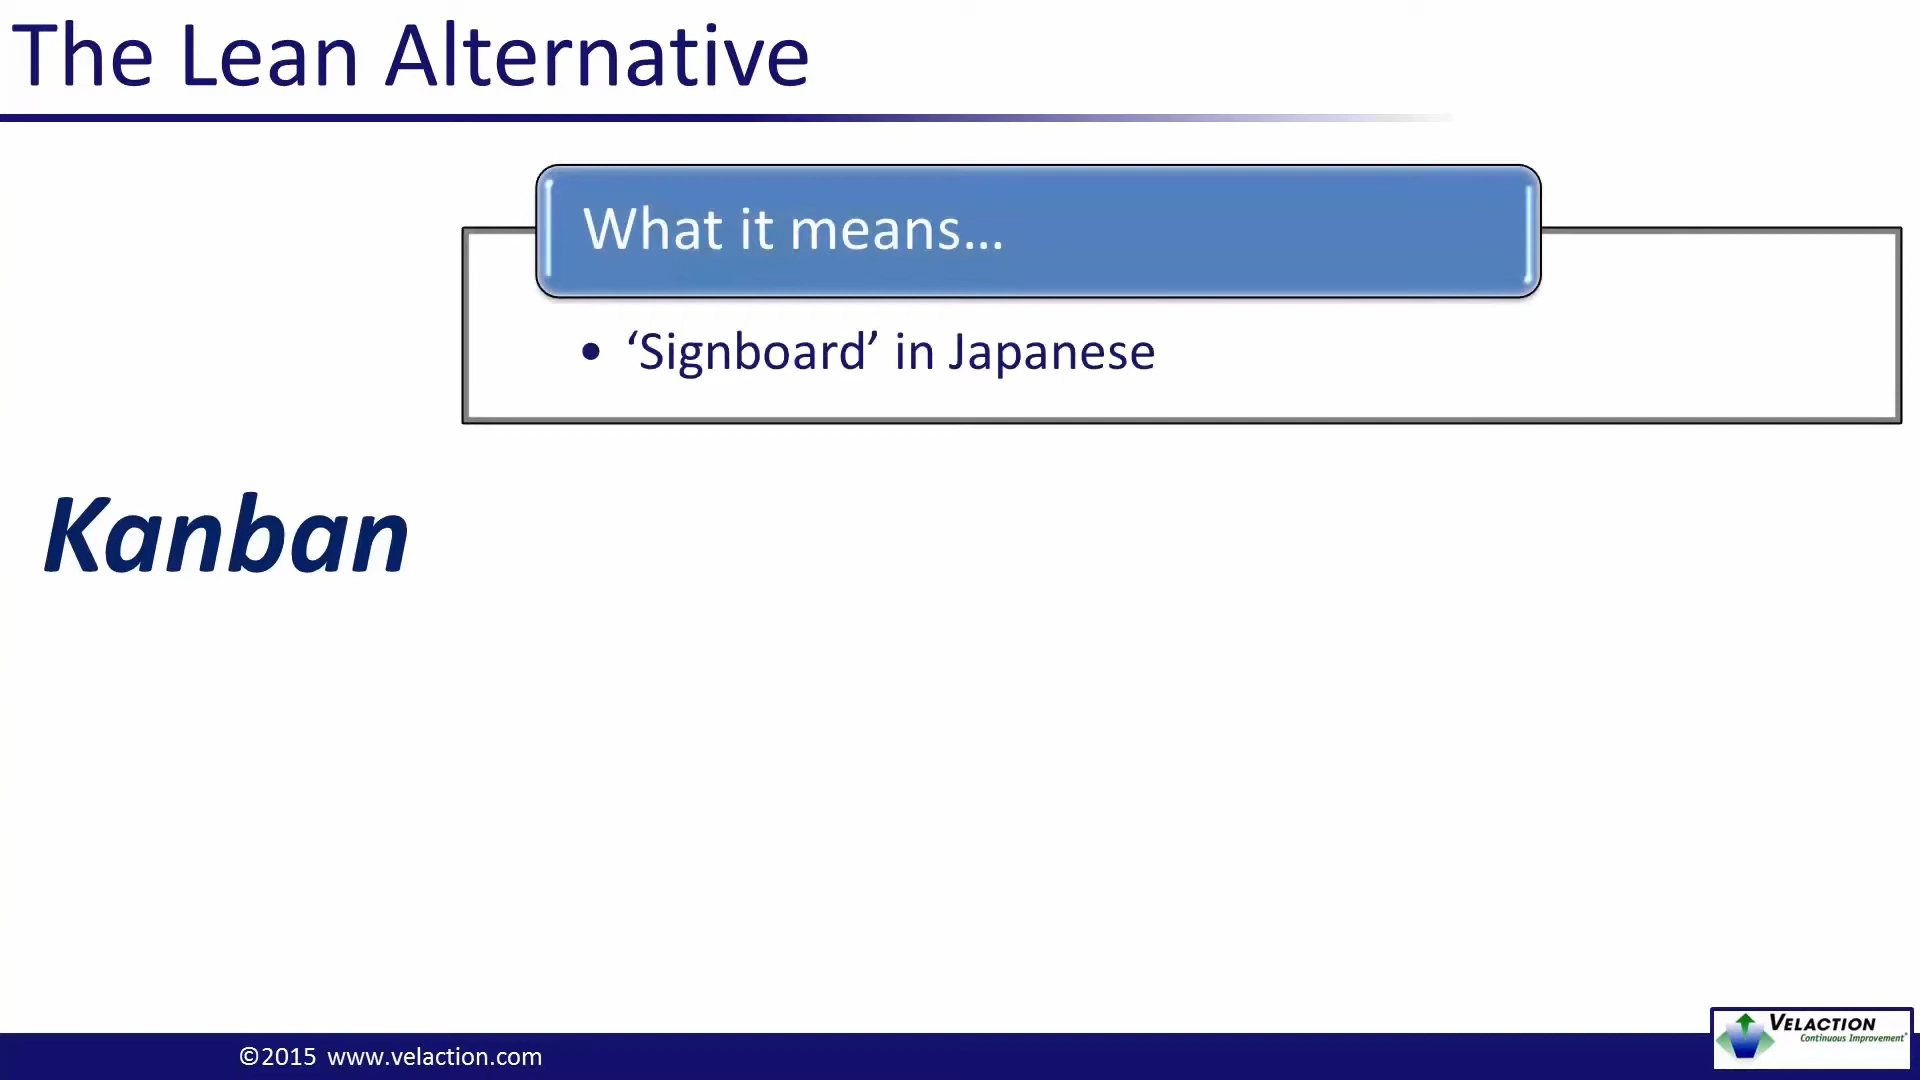 The Lean Alternative
What it means…
• ‘Signboard’ in Japanese
Kanban
©2015 www.velaction.com
VELACTION
Continuous Improvement®